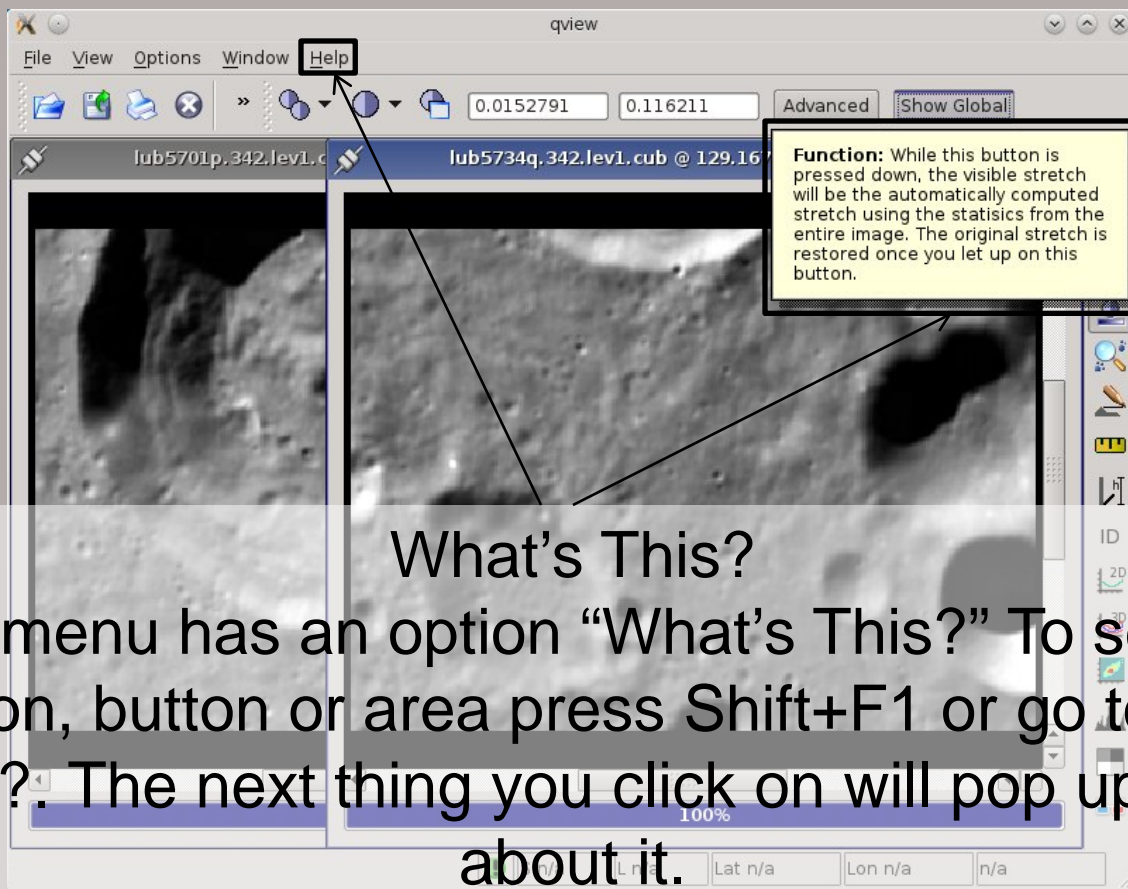 qview
File View Options Window Help
»
0.0152791
0.116211
Advanced
Show Global
lub5701p.342.lev1.c
lub5734q.342.lev1.cub @ 129.16
Function: While this button is
pressed down, the visible stretch
will be the automatically computed
stretch using the statisics from the
entire image. The original stretch is
restored once you let up on this
button.
ID
2D
3D
What's This?
menu has an option “What's This?” To
button or area press Shift+F1 or go
The next thing you click on will pop
about it.
100%
Lat n/a
Lon n/a
n/a